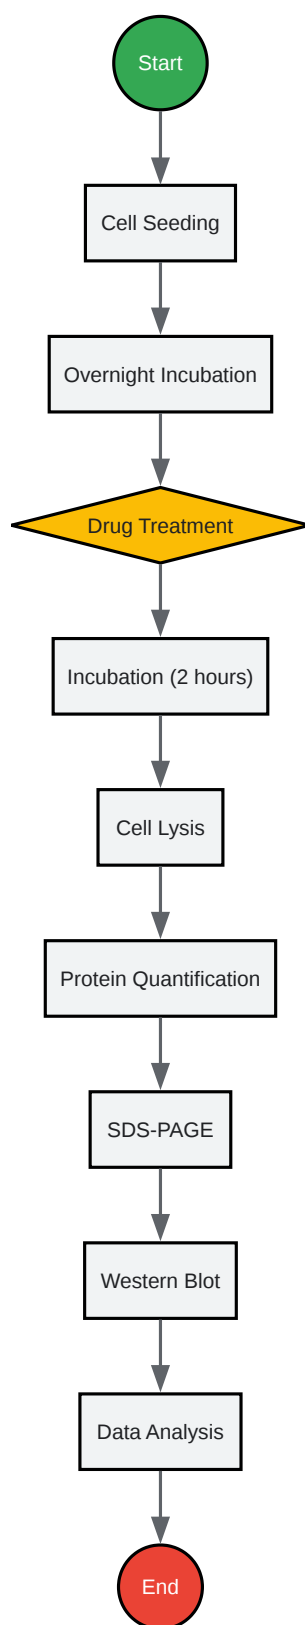 Start
Cell Seeding
Overnight Incubation
Drug Treatment
Incubation (2 hours)
Cell Lysis
Protein Quantification
SDS-PAGE
Western Blot
Data Analysis
End